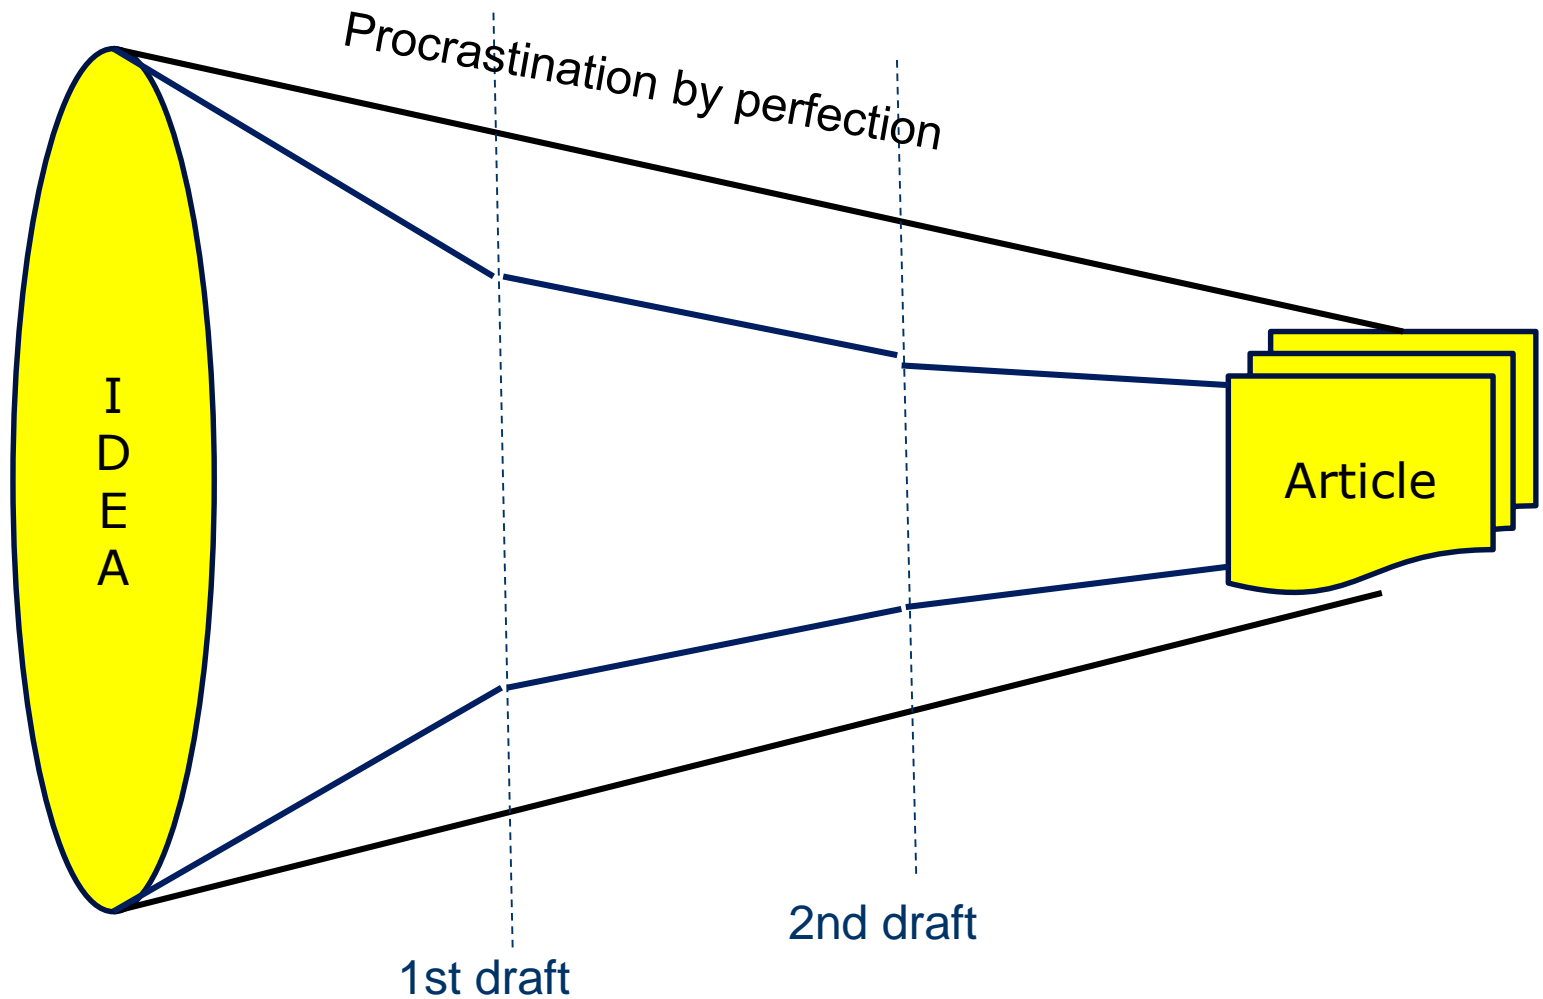 Procrastination by perfection
I
D
E
A
Article
2nd draft
1st draft